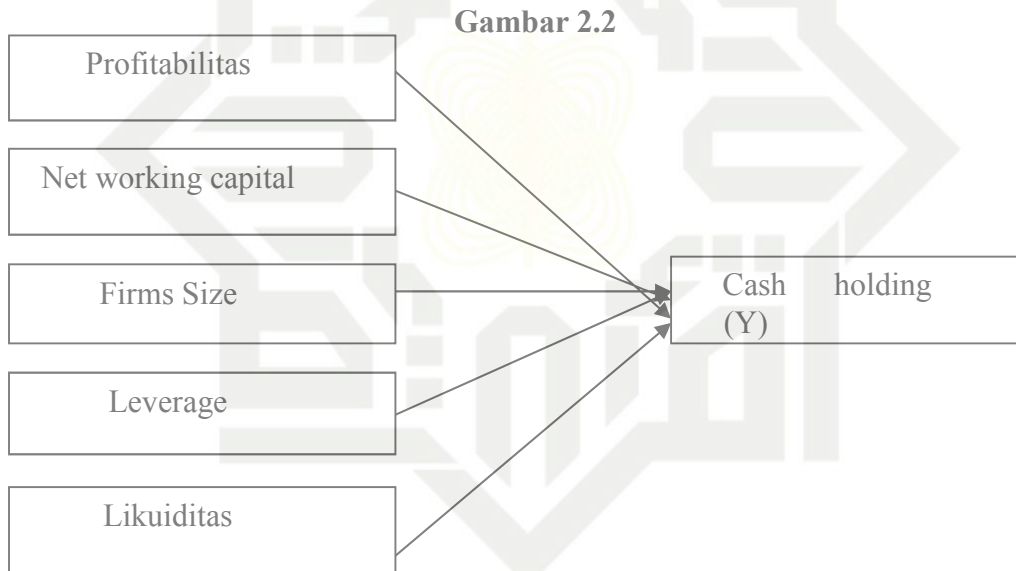 Gambar 2.2
Profitabilitas
Net working capital
Firms Size
Leverage
Likuiditas
Cash holding
(Y)